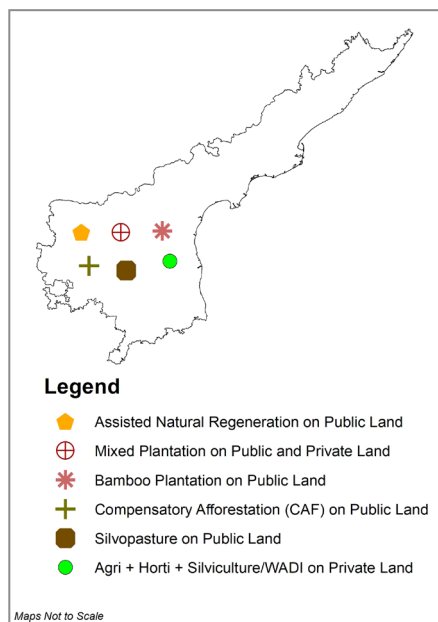 Legend
Assisted Natural Regeneration on Public Land
Mixed Plantation on Public and Private Land
Bamboo Plantation on Public Land
Compensatory Afforestation (CAF) on Public Land
Silvopasture on Public Land
Agri + Horti + Silviculture/WADI on Private Land
Maps Not to Scale